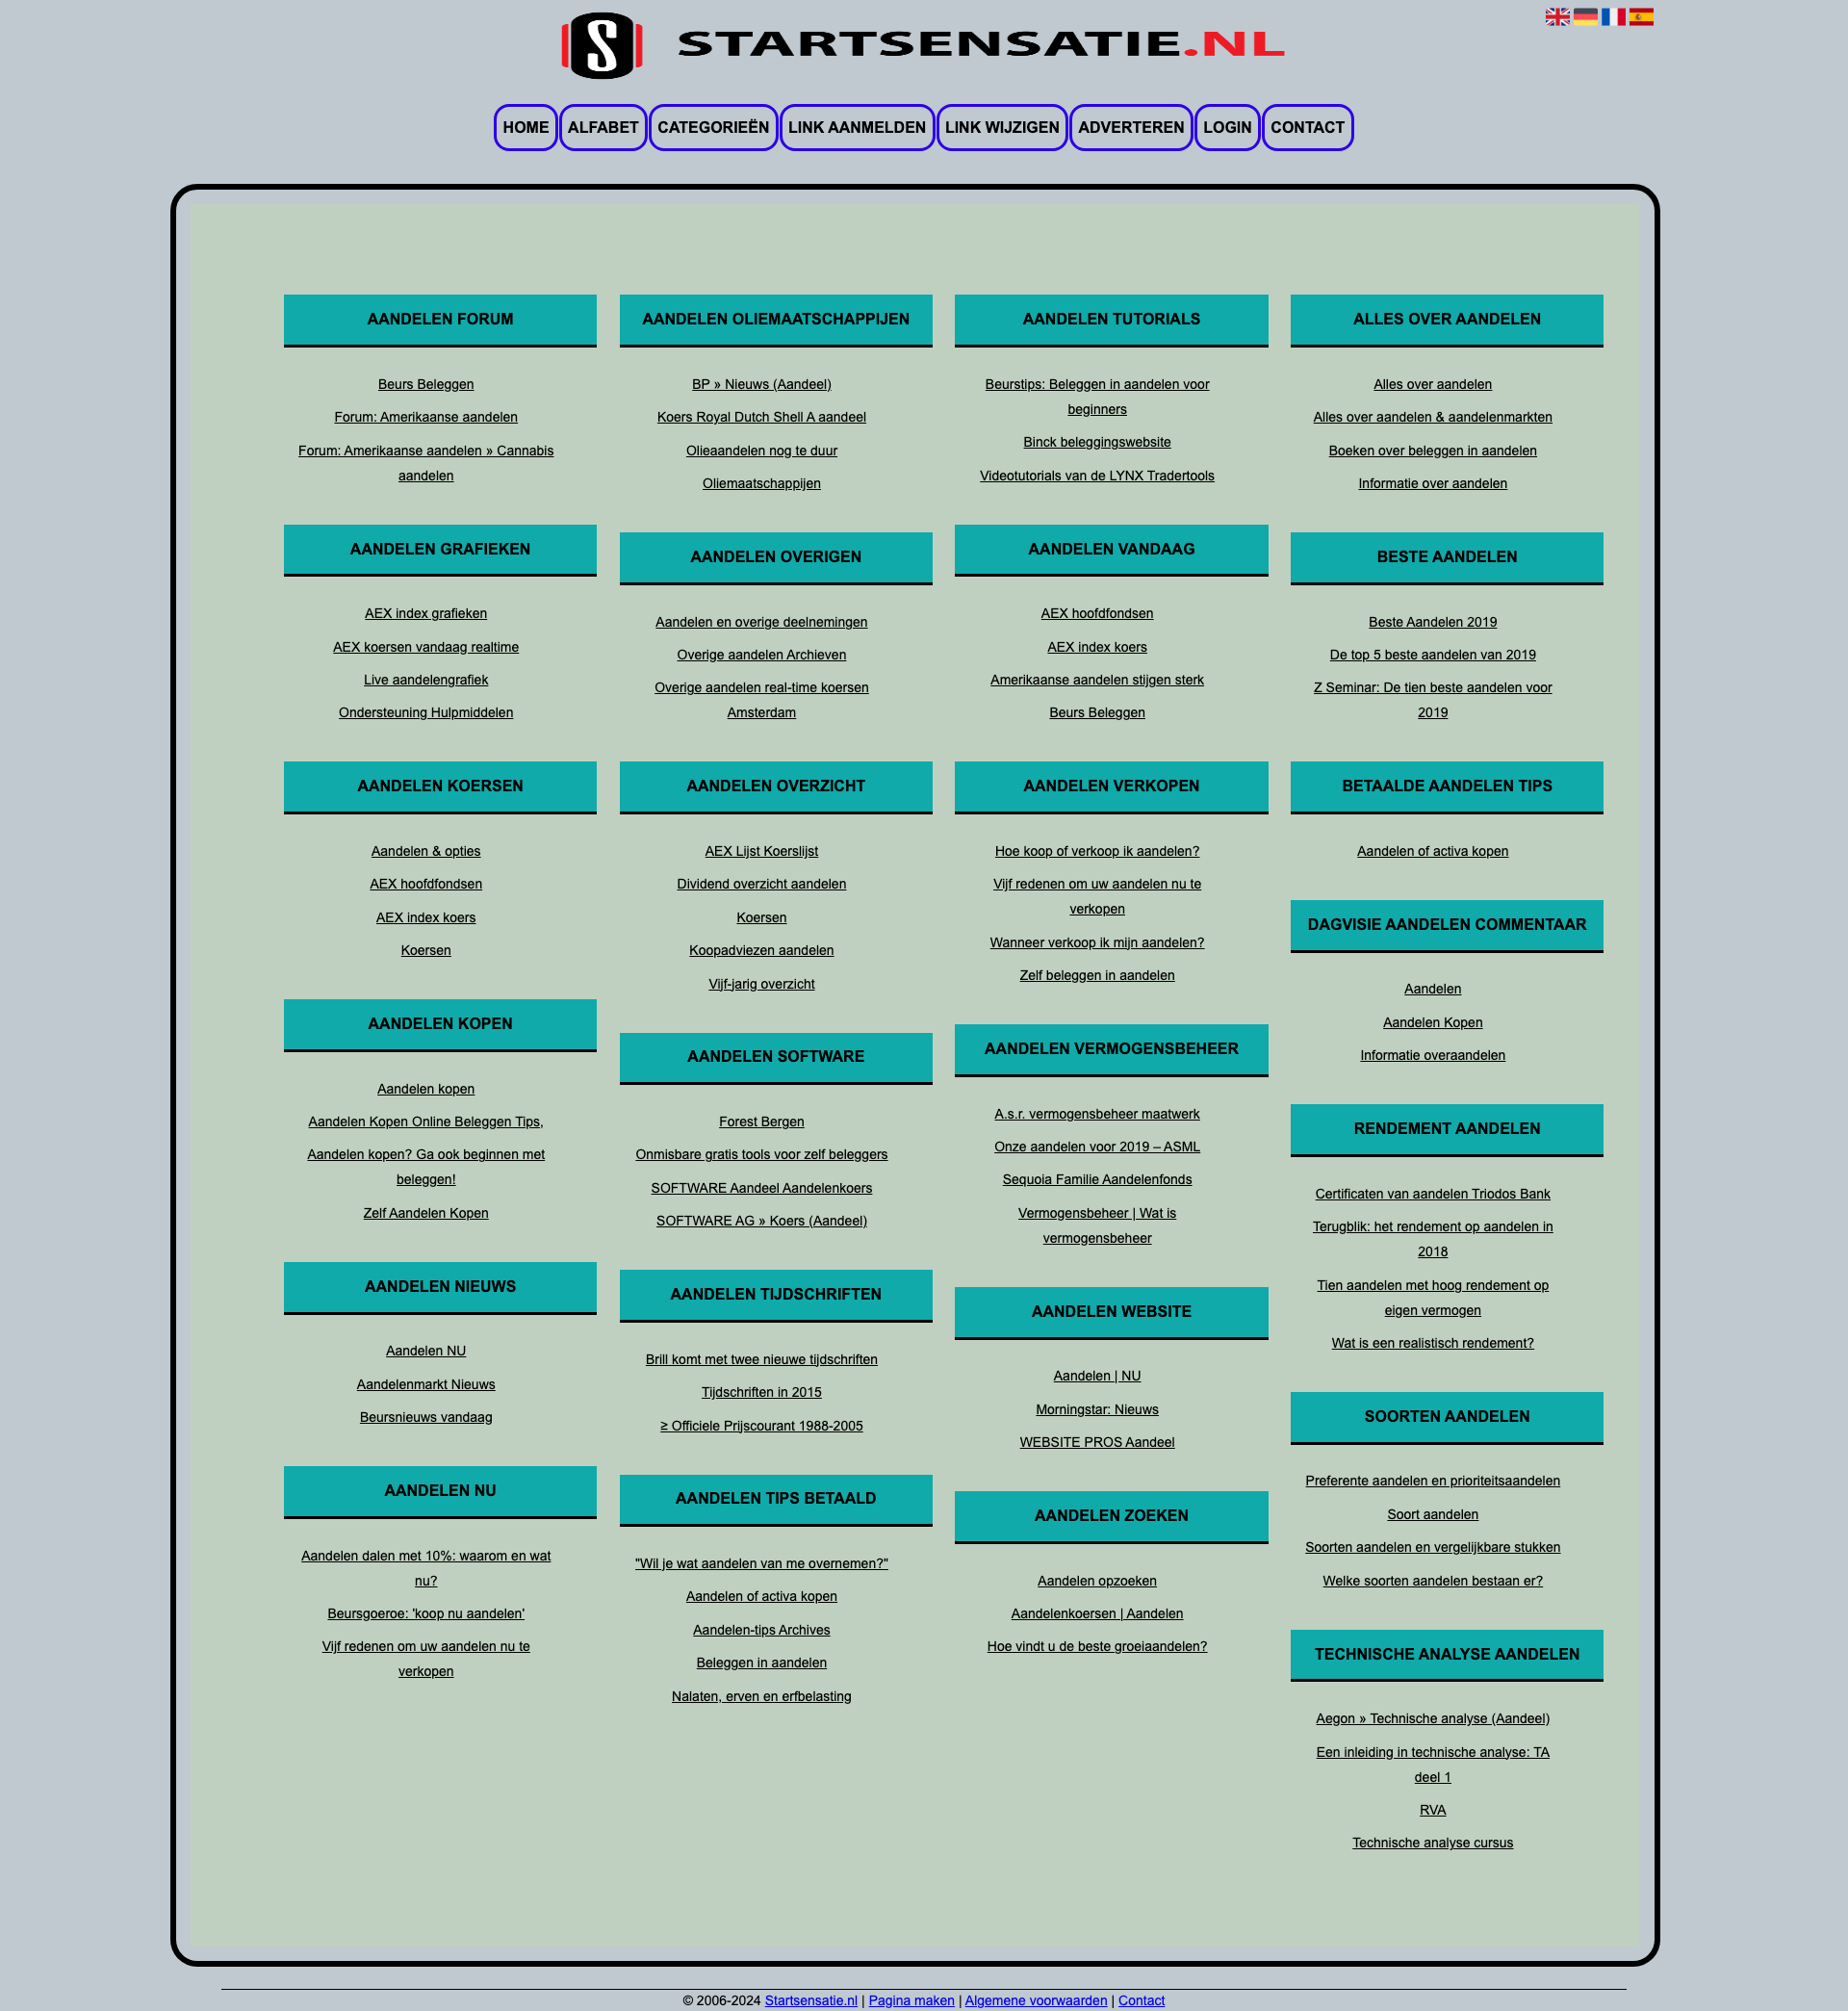 S STARTSENSATIE.NL
HOME ALFABET CATEGORIEËN LINK AANMELDEN LINK WIJZIGEN ADVERTEREN LOGIN CONTACT
AANDELEN FORUM
Beurs Beleggen
Forum: Amerikaanse aandelen
Forum: Amerikaanse aandelen » Cannabis
aandelen
AANDELEN GRAFIEKEN
AEX index grafieken
AEX koersen vandaag realtime
Live aandelengrafiek
Ondersteuning Hulpmiddelen
AANDELEN KOERSEN
Aandelen & opties
AEX hoofdfondsen
AEX index koers
Koersen
AANDELEN KOPEN
Aandelen kopen
Aandelen Kopen Online Beleggen Tips,
Aandelen kopen? Ga ook beginnen met
beleggen!
Zelf Aandelen Kopen
AANDELEN NIEUWS
Aandelen NU
Aandelenmarkt Nieuws
Beursnieuws vandaag
AANDELEN NU
Aandelen dalen met 10%: waarom en wat
nu?
Beursgoeroe: 'koop nu aandelen'
Vijf redenen om uw aandelen nu te
verkopen
AANDELEN OLIEMAATSCHAPPIJEN
BP » Nieuws (Aandeel)
Koers Royal Dutch Shell A aandeel
Olieaandelen nog te duur
Oliemaatschappijen
AANDELEN OVERIGEN
Aandelen en overige deelnemingen
Overige aandelen Archieven
Overige aandelen real-time koersen
Amsterdam
AANDELEN OVERZICHT
AEX Lijst Koerslijst
Dividend overzicht aandelen
Koersen
Koopadviezen aandelen
Vijf-jarig overzicht
AANDELEN SOFTWARE
Forest Bergen
Onmisbare gratis tools voor zelf beleggers
SOFTWARE Aandeel Aandelenkoers
SOFTWARE AG » Koers (Aandeel)
AANDELEN TIJDSCHRIFTEN
Brill komt met twee nieuwe tijdschriften
Tijdschriften in 2015
≥ Officiele Prijscourant 1988-2005
AANDELEN TIPS BETAALD
"Wil je wat aandelen van me overnemen?"
Aandelen of activa kopen
Aandelen-tips Archives
Beleggen in aandelen
Nalaten, erven en erfbelasting
AANDELEN TUTORIALS
Beurstips: Beleggen in aandelen voor
beginners
Binck beleggingswebsite
Videotutorials van de LYNX Tradertools
AANDELEN VANDAAG
AEX hoofdfondsen
AEX index koers
Amerikaanse aandelen stijgen sterk
Beurs Beleggen
AANDELEN VERKOPEN
Hoe koop of verkoop ik aandelen?
Vijf redenen om uw aandelen nu te
verkopen
Wanneer verkoop ik mijn aandelen?
Zelf beleggen in aandelen
AANDELEN VERMOGENSBEHEER
A.s.r. vermogensbeheer maatwerk
Onze aandelen voor 2019 – ASML
Sequoia Familie Aandelenfonds
Vermogensbeheer | Wat is
vermogensbeheer
AANDELEN WEBSITE
Aandelen | NU
Morningstar: Nieuws
WEBSITE PROS Aandeel
AANDELEN ZOEKEN
Aandelen opzoeken
Aandelenkoersen | Aandelen
Hoe vindt u de beste groeiaandelen?
ALLES OVER AANDELEN
Alles over aandelen
Alles over aandelen & aandelenmarkten
Boeken over beleggen in aandelen
Informatie over aandelen
BESTE AANDELEN
Beste Aandelen 2019
De top 5 beste aandelen van 2019
Z Seminar: De tien beste aandelen voor
2019
BETAALDE AANDELEN TIPS
Aandelen of activa kopen
DAGVISIE AANDELEN COMMENTAAR
Aandelen
Aandelen Kopen
Informatie overaandelen
RENDEMENT AANDELEN
Certificaten van aandelen Triodos Bank
Terugblik: het rendement op aandelen in
2018
Tien aandelen met hoog rendement op
eigen vermogen
Wat is een realistisch rendement?
SOORTEN AANDELEN
Preferente aandelen en prioriteitsaandelen
Soort aandelen
Soorten aandelen en vergelijkbare stukken
Welke soorten aandelen bestaan er?
TECHNISCHE ANALYSE AANDELEN
Aegon » Technische analyse (Aandeel)
Een inleiding in technische analyse: TA
deel 1
RVA
Technische analyse cursus
© 2006-2024 Startsensatie.nl | Pagina maken | Algemene voorwaarden | Contact